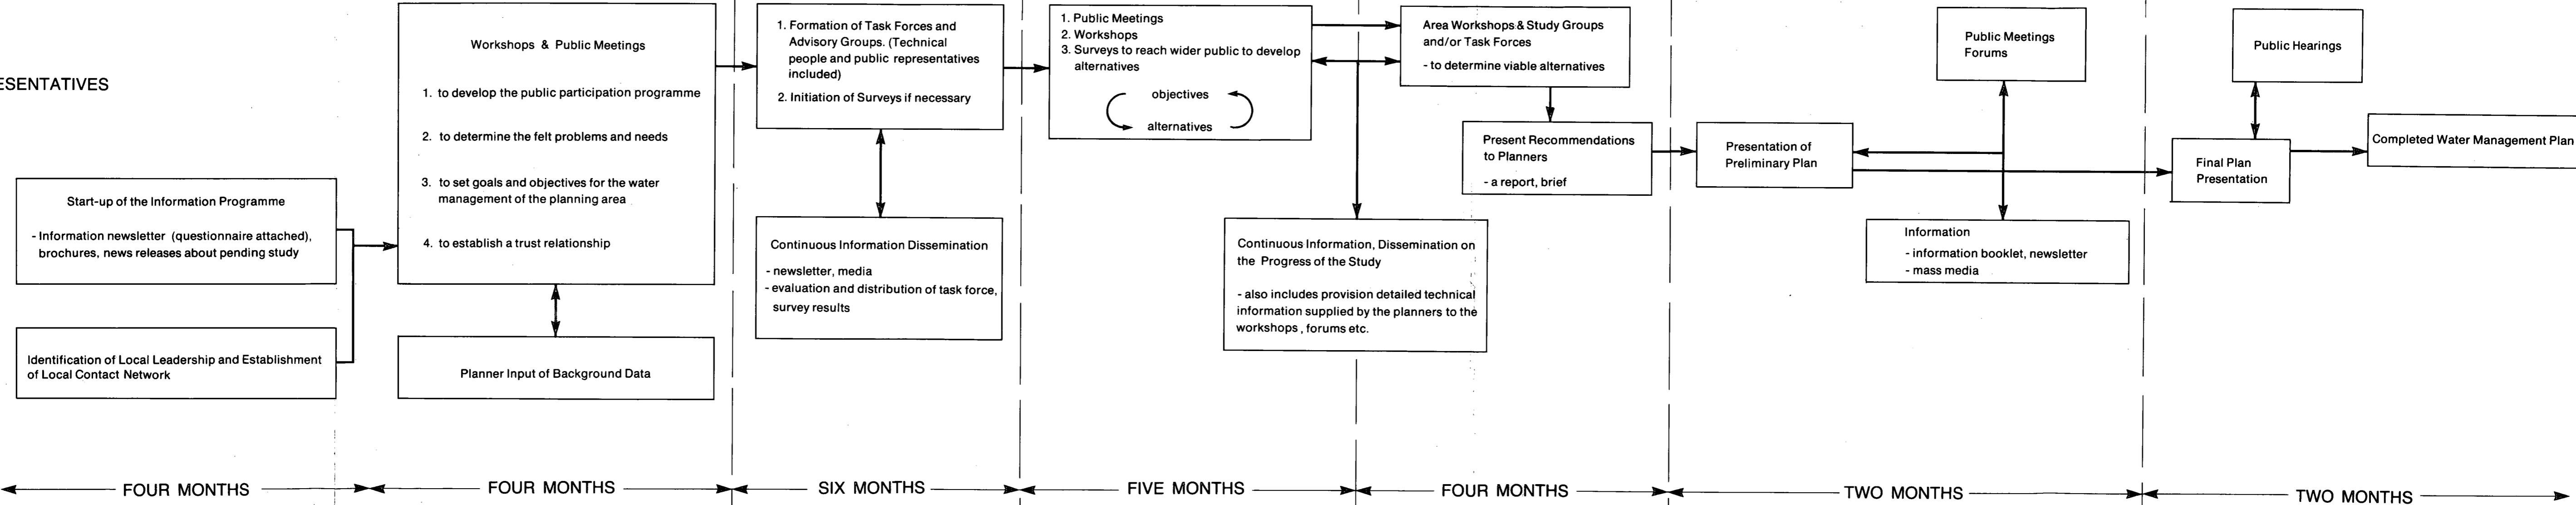 ESENTATIVES
Start-up of the Information Programme
- Information newsletter (questionnaire attached),
brochures, news releases about pending study
Identification of Local Leadership and Establishment
of Local Contact Network
Workshops & Public Meetings
1. to develop the public participation programme
2. to determine the felt problems and needs
3. to set goals and objectives for the water
management of the planning area
4. to establish a trust relationship
Planner Input of Background Data
1. Formation of Task Forces and
Advisory Groups. (Technical
people and public representatives
included)
2. Initiation of Surveys if necessary
Continuous Information Dissemination
- newsletter, media
- evaluation and distribution of task force,
survey results
1. Public Meetings
2. Workshops
3. Surveys to reach wider public to develop
alternatives
objectives
alternatives
Continuous Information, Dissemination on
the Progress of the Study
- also includes provision detailed technical
information supplied by the planners to the
workshops, forums etc.
Area Workshops & Study Groups
and/or Task Forces
- to determine viable alternatives
Present Recommendations
to Planners
- a report, brief
Presentation of
Preliminary Plan
Public Meetings
Forums
Information
- information booklet, newsletter
- mass media
Public Hearings
Final Plan
Presentation
Completed Water Management Plan
FOUR MONTHS
FOUR MONTHS
SIX MONTHS
FIVE MONTHS
FOUR MONTHS
TWO MONTHS
TWO MONTHS